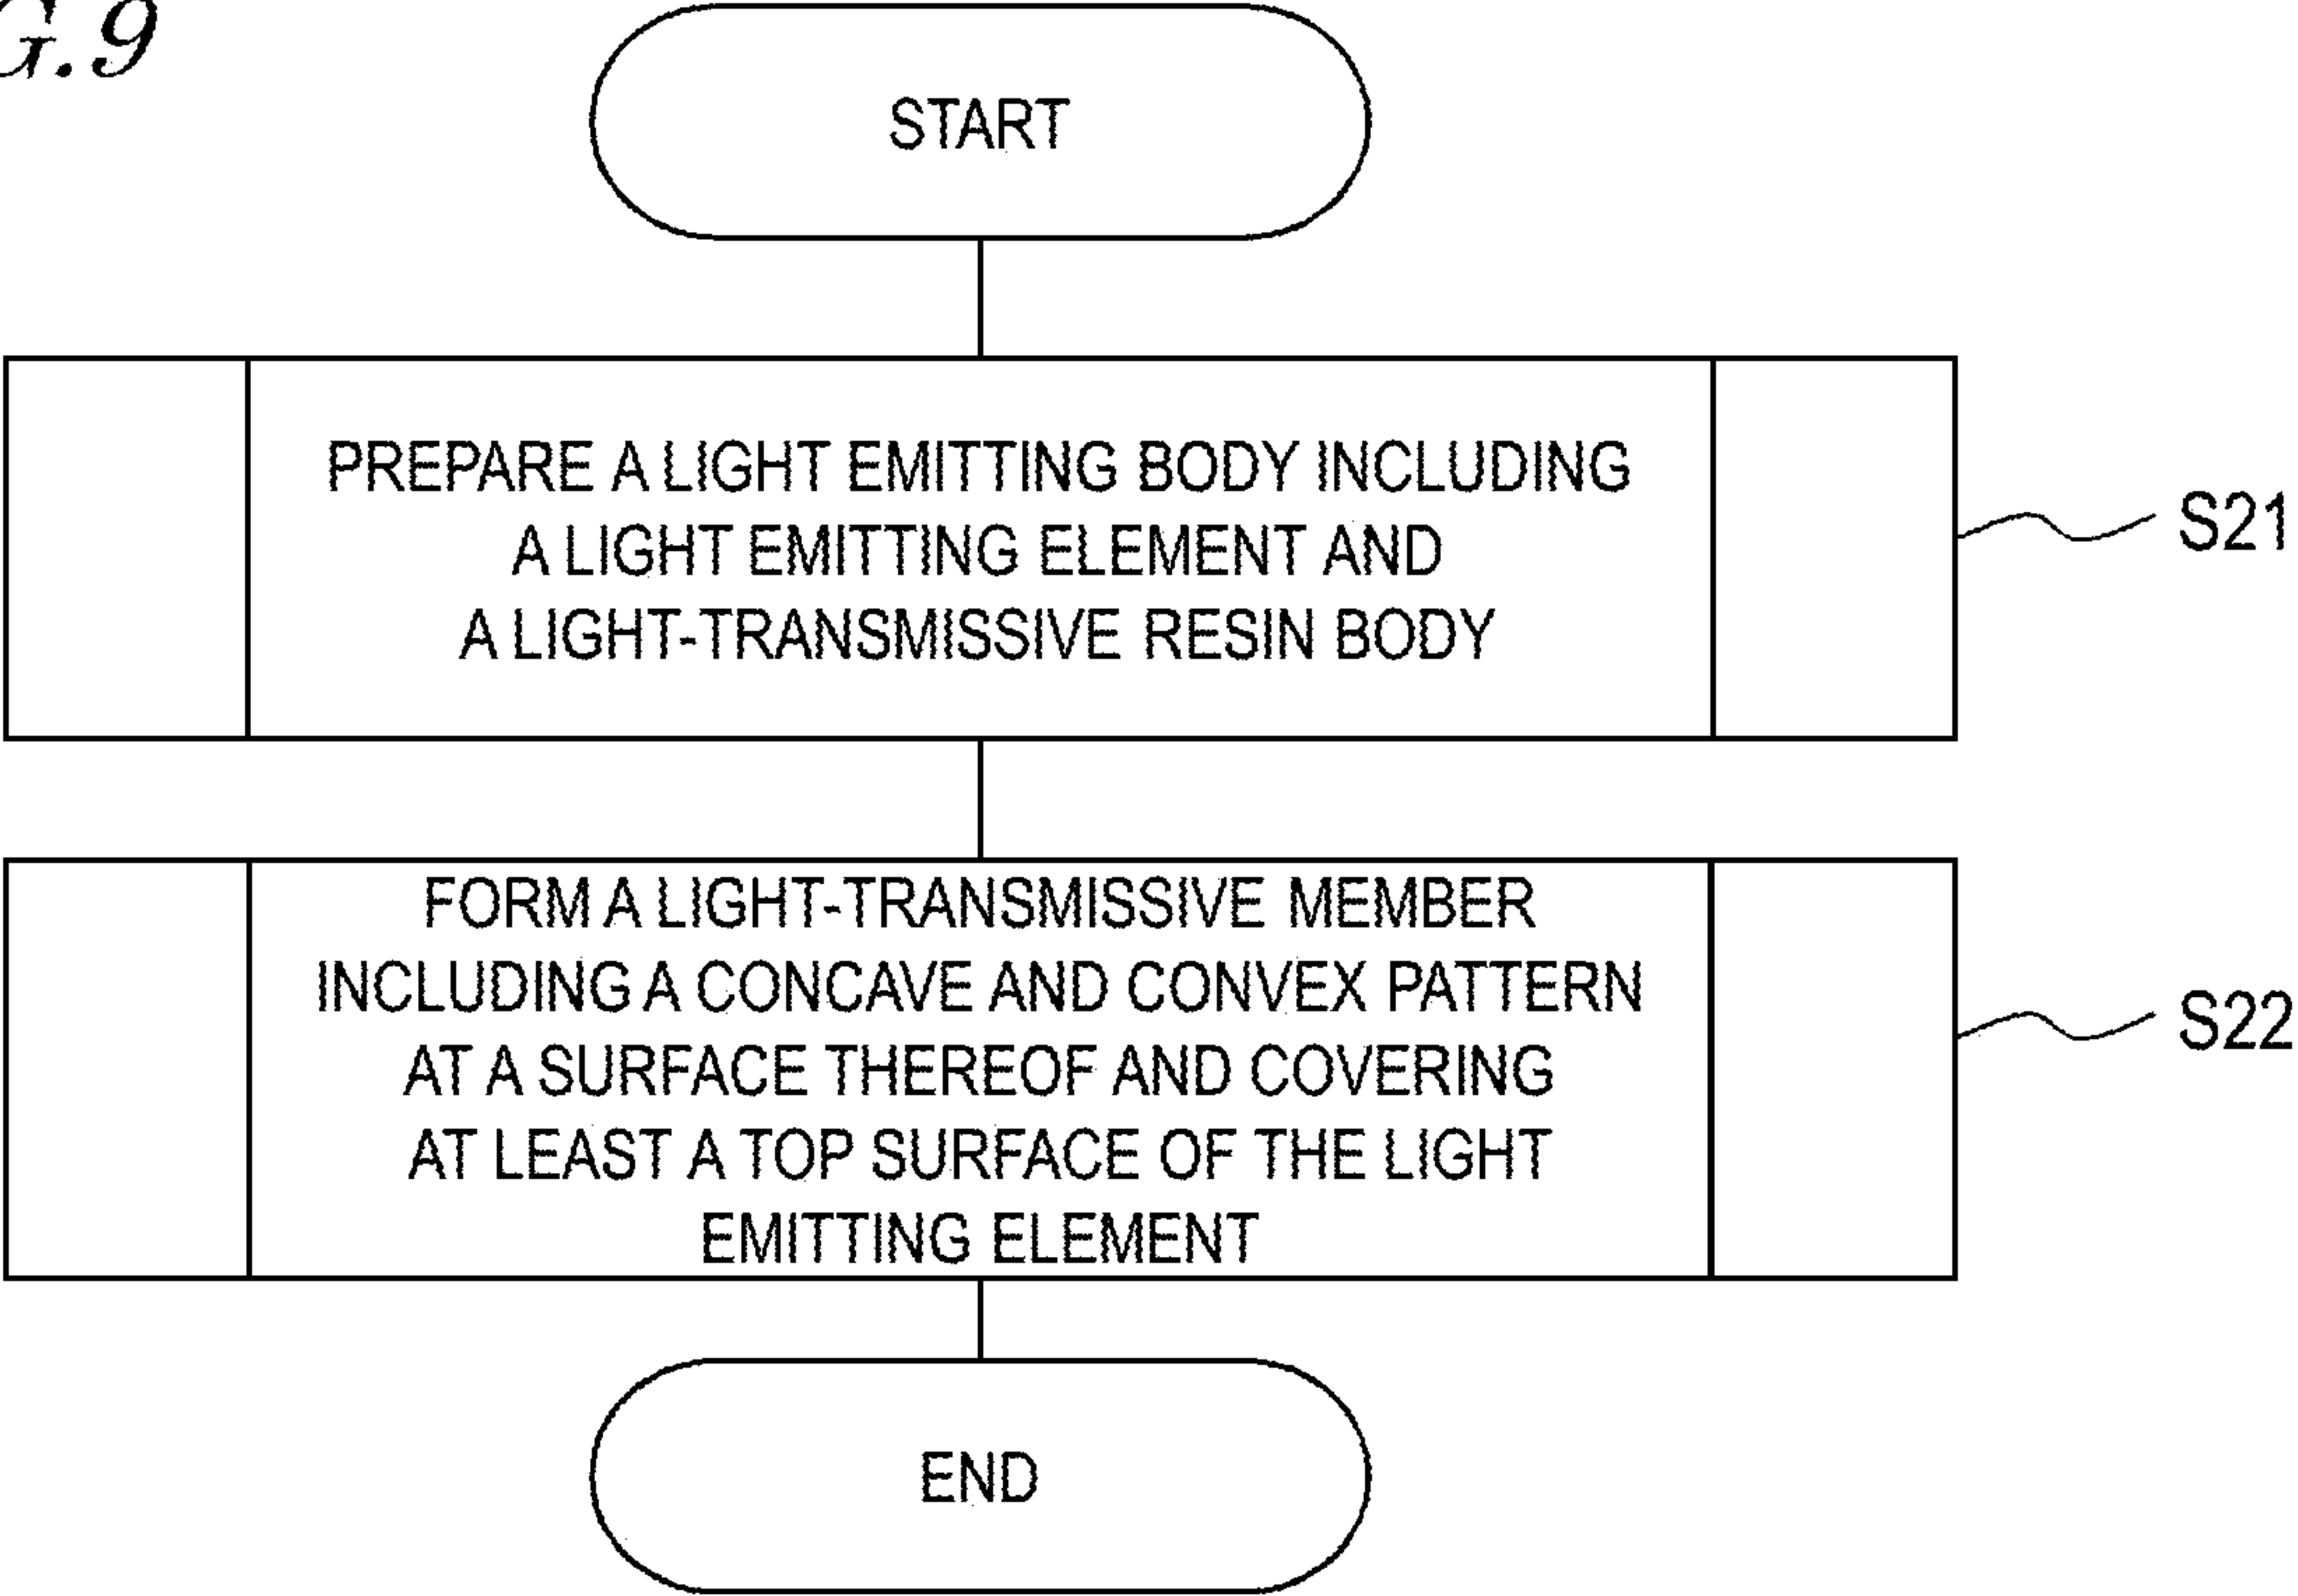 G.9
START
PREPARE A LIGHT EMITTING BODY INCLUDING
A LIGHT EMITTING ELEMENT AND
A LIGHT-TRANSMISSIVE RESIN BODY
S21
FORM A LIGHT-TRANSMISSIVE MEMBER
INCLUDING A CONCAVE AND CONVEX PATTERN
AT A SURFACE THEREOF AND COVERING
AT LEAST A TOP SURFACE OF THE LIGHT
EMITTING ELEMENT
S22
END